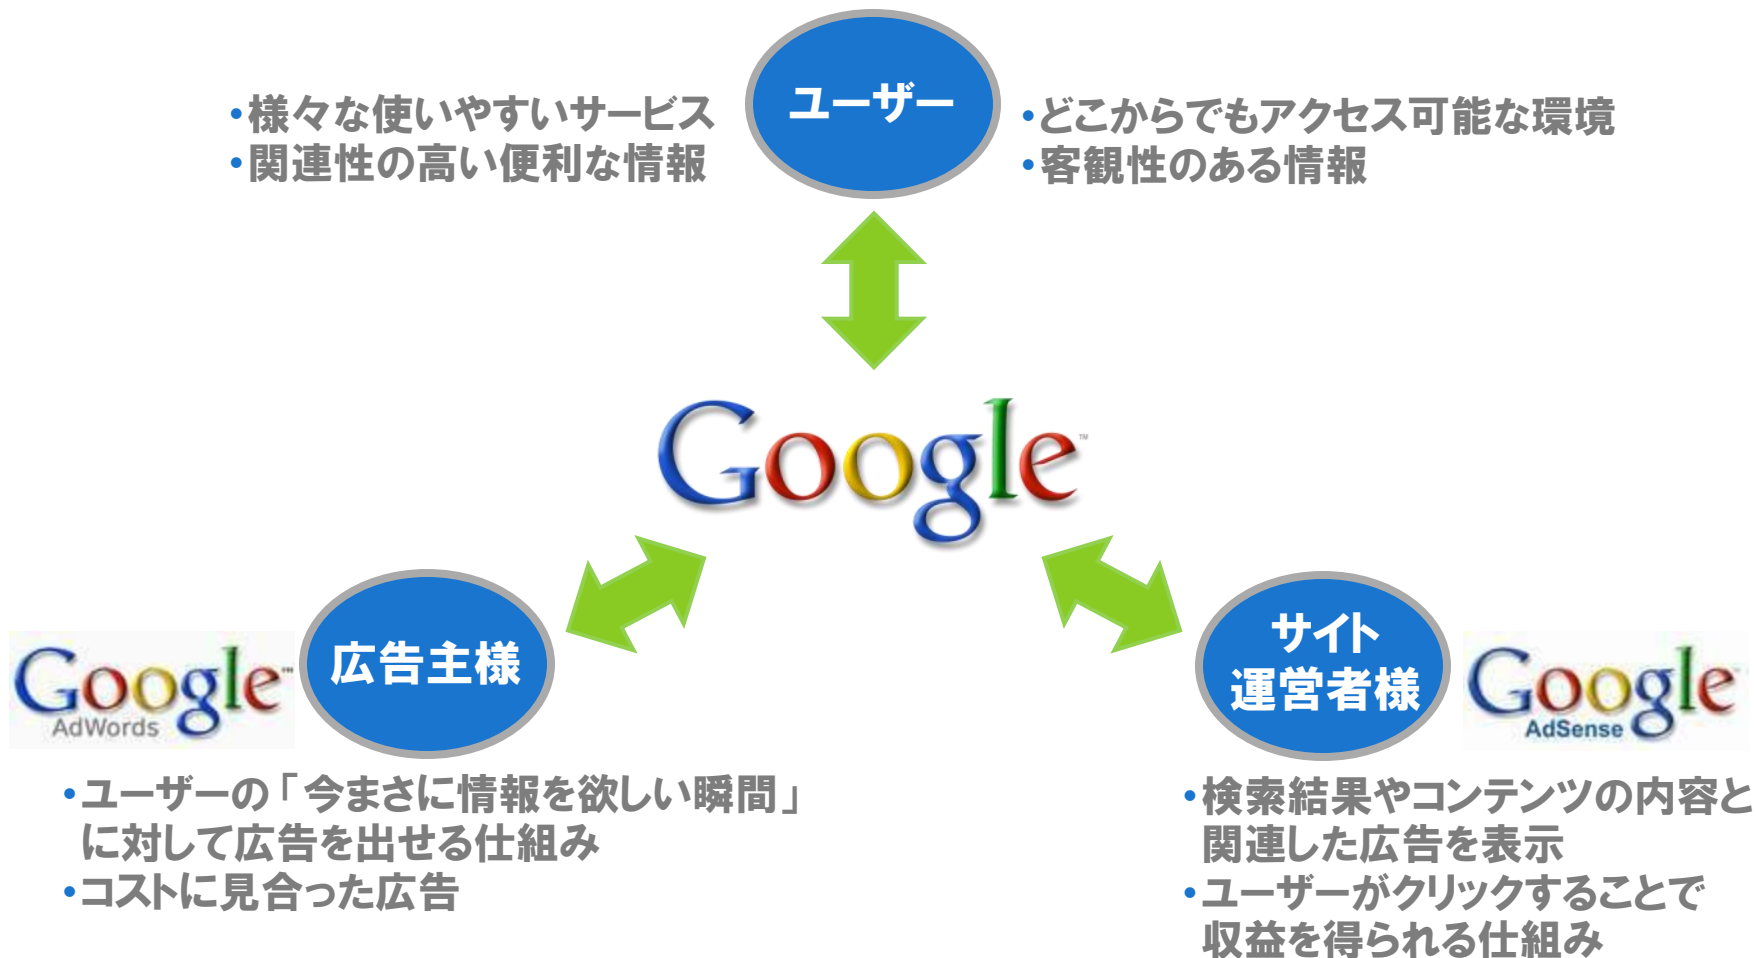 ユーザー
•様々な使いやすいサービス
•関連性の高い便利な情報
•どこからでもアクセス可能な環境
•客観性のある情報
Google™
Google™
AdWords
広告主様
•ユーザーの「今まさに情報を欲しい瞬間」
に対して広告を出せる仕組み
•コストに見合った広告
サイト
運営者様
Google
AdSense
•検索結果やコンテンツの内容と
関連した広告を表示
•ユーザーがクリックすることで
収益を得られる仕組み